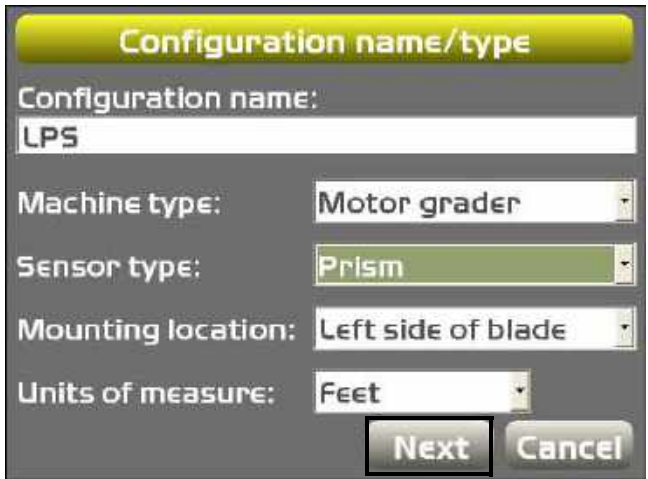 Configuration name/type
Configuration name:
LPS
Machine type: Motor grader
Sensor type: Prism
Mounting location: Left side of blade
Units of measure: Feet
Next Cancel